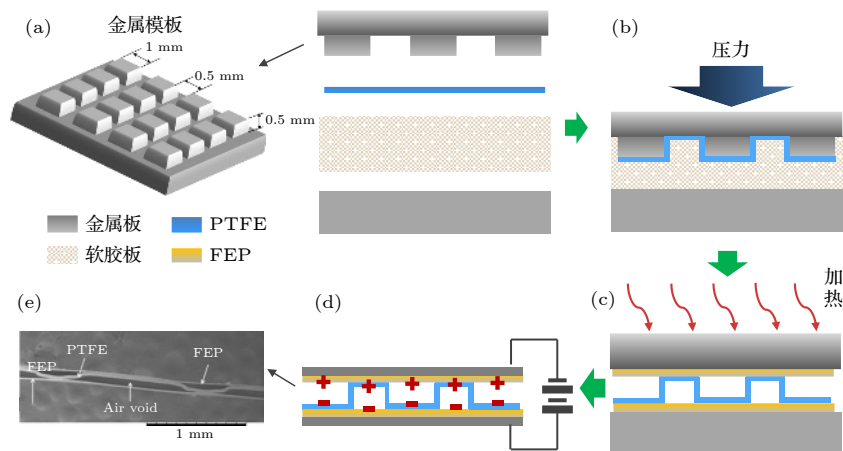 (a)
金属模板
1 mm
0.5 mm
0.5 mm
金属板
PTFE
软胶板
FEP
(b)
压力
(c)
加
热
(d)
(e)
PTFE
FEP
FEP
Air void
1 mm